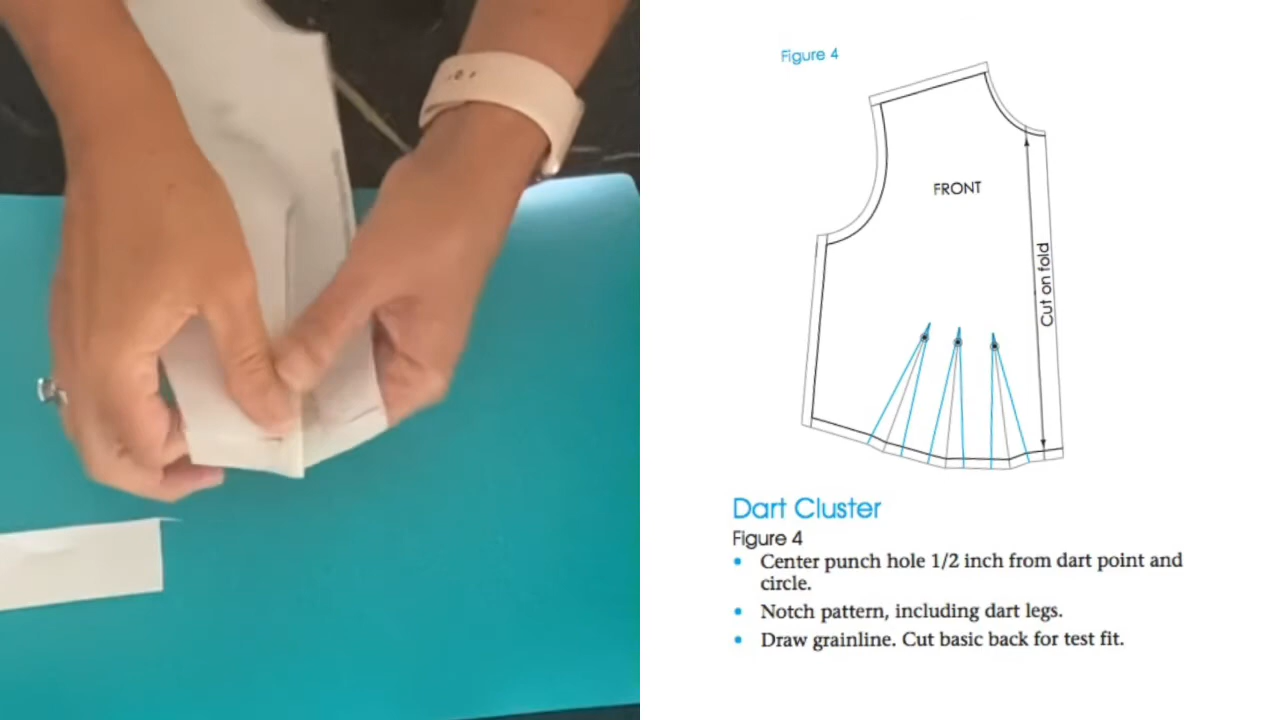 Figure 4
FRONT
Cut on fold
Dart Cluster
Figure 4
• Center punch hole 1/2 inch from dart point and
circle.
• Notch pattern, including dart legs.
• Draw grainline. Cut basic back for test fit.